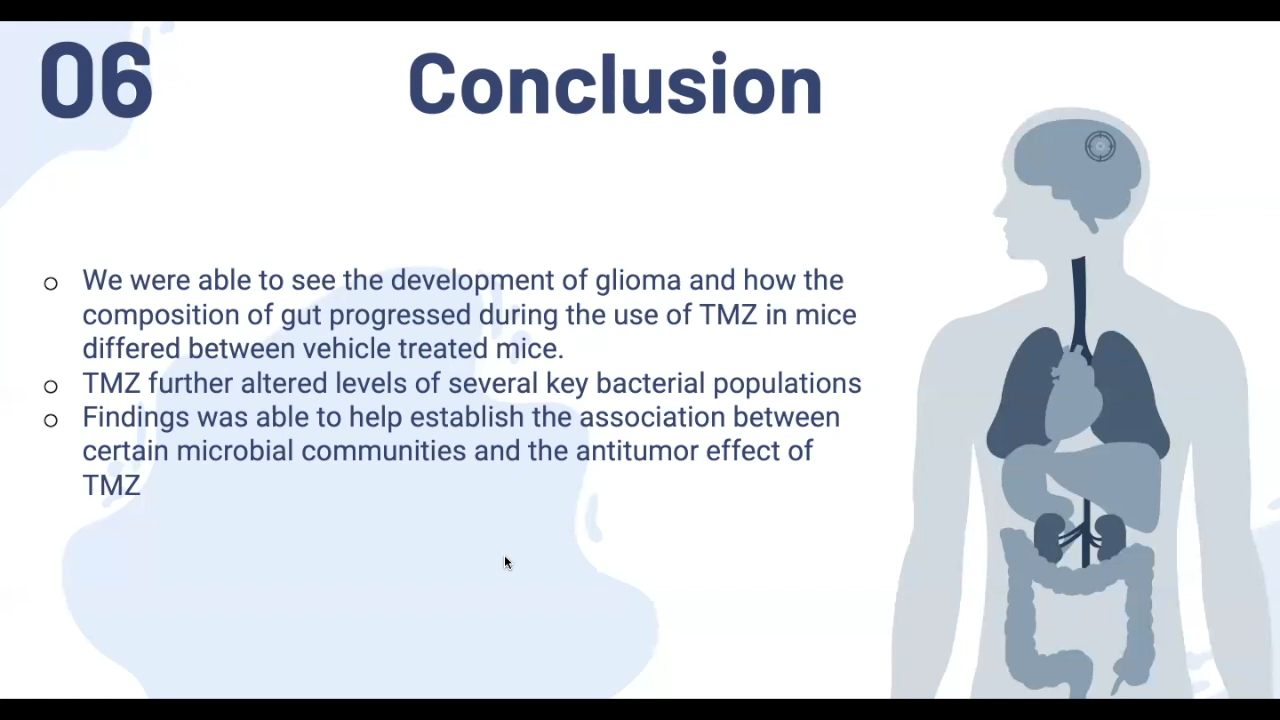 06
Conclusion
We were able to see the development of glioma and how the
composition of gut progressed during the use of TMZ in mice
differed between vehicle treated mice.
TMZ further altered levels of several key bacterial populations
Findings was able to help establish the association between
certain microbial communities and the antitumor effect of
TMZ